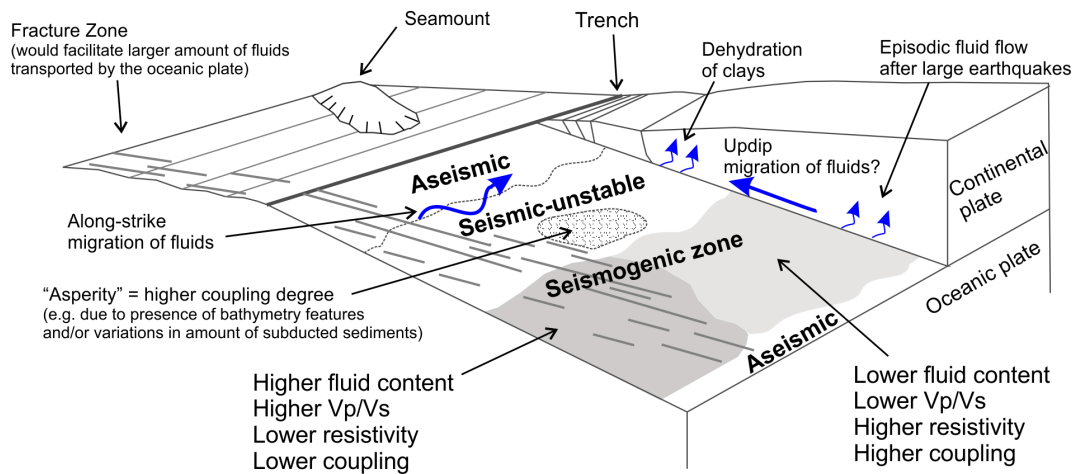 Fracture Zone
(would facilitate larger amount of fluids
transported by the oceanic plate)
Seamount
Trench
Dehydration
of clays
Episodic fluid flow
after large earthquakes
Updip
migration of fluids?
Continental
plate
Oceanic plate
Aseismic
Seismic-unstable
Along-strike
migration of fluids
Seismogenic zone
"Asperity" = higher coupling degree
(e.g. due to presence of bathymetry features
and/or variations in amount of subducted sediments)
Aseismic
Higher fluid content
Higher Vp/Vs
Lower resistivity
Lower coupling
Lower fluid content
Lower Vp/Vs
Higher resistivity
Higher coupling